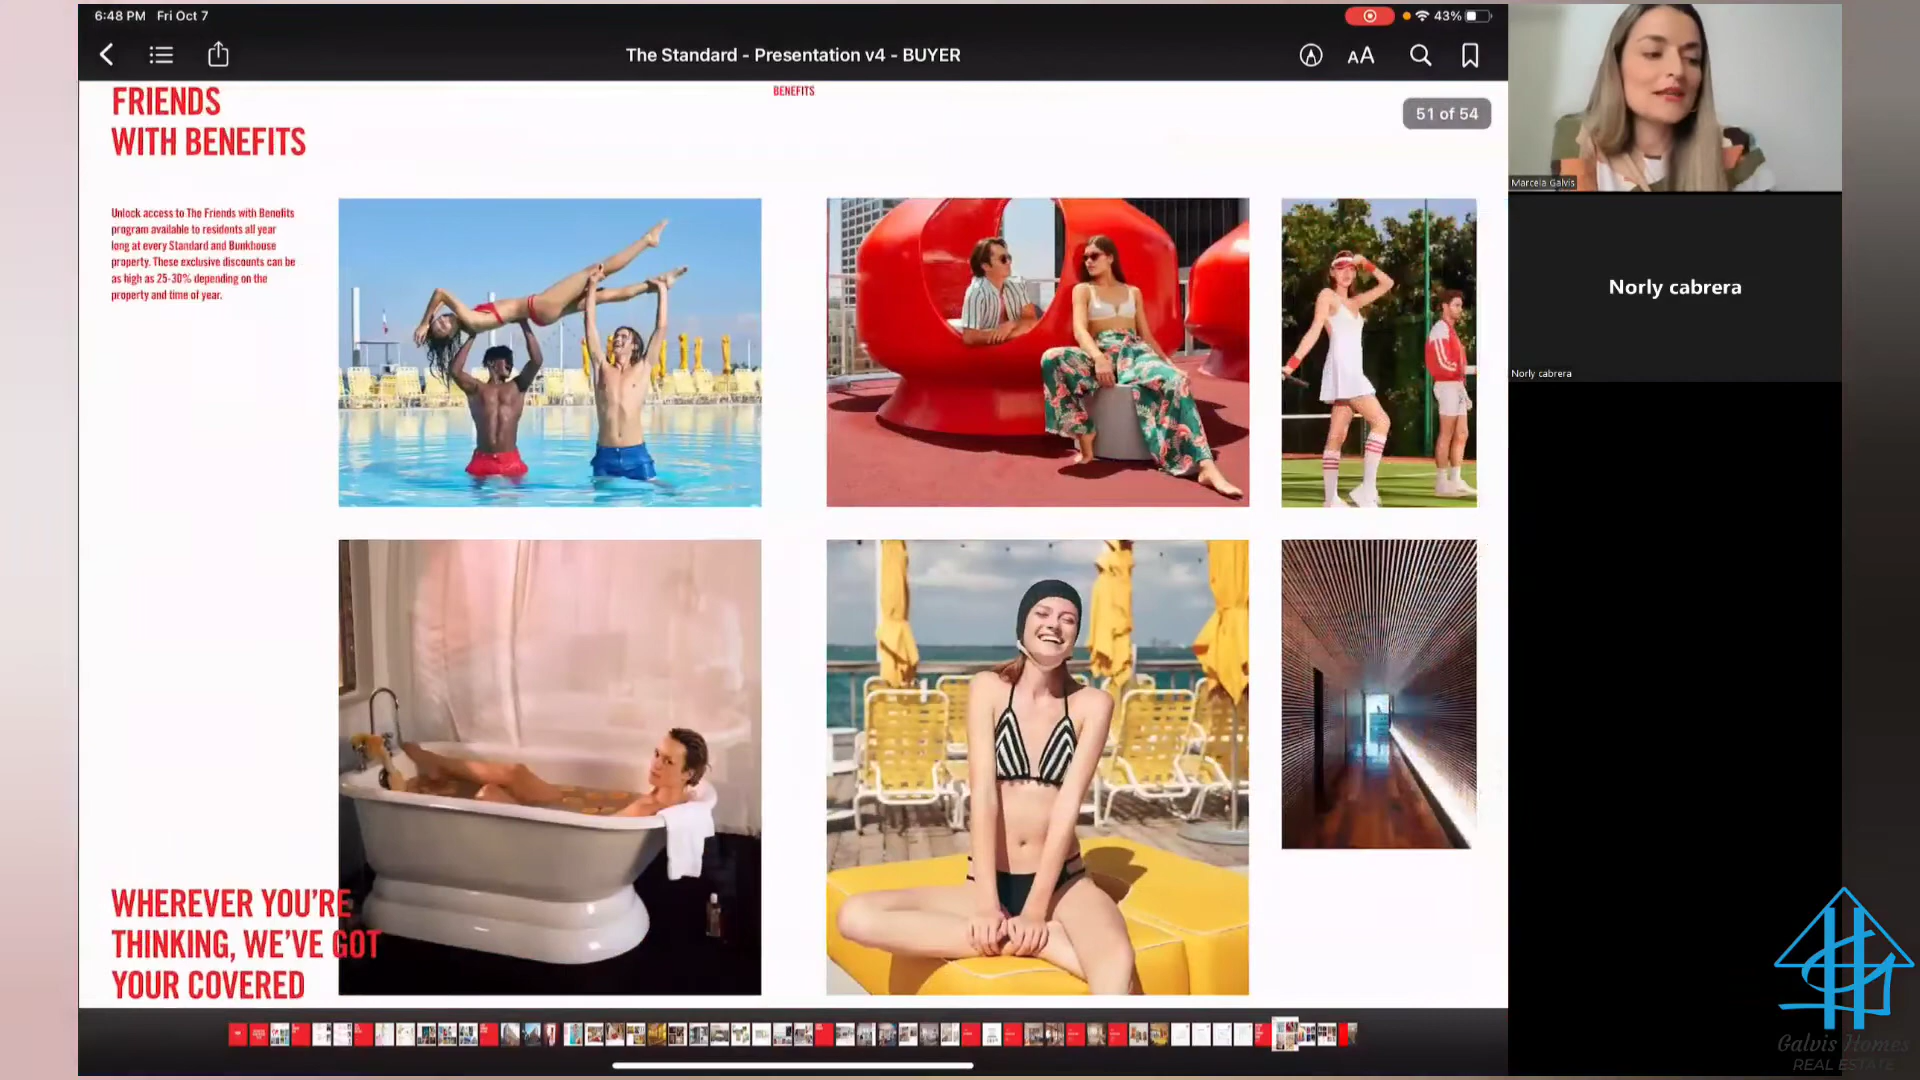 6:48 PM Fri Oct 7
43%
The Standard - Presentation v4 - BUYER
AA
BENEFITS
51 of 54
FRIENDS
WITH BENEFITS
Unlock access to The Friends with Benefits
program available to residents all year
long at every Standard and Bunkhouse
property. These exclusive discounts can be
as high as 25-30% depending on the
property and time of year.
WHEREVER YOU'RE
THINKING, WE'VE GOT
YOUR COVERED
Marcela Galvis
Norly cabrera
Norly cabrera
Galvis Homes
REAL ESTATE